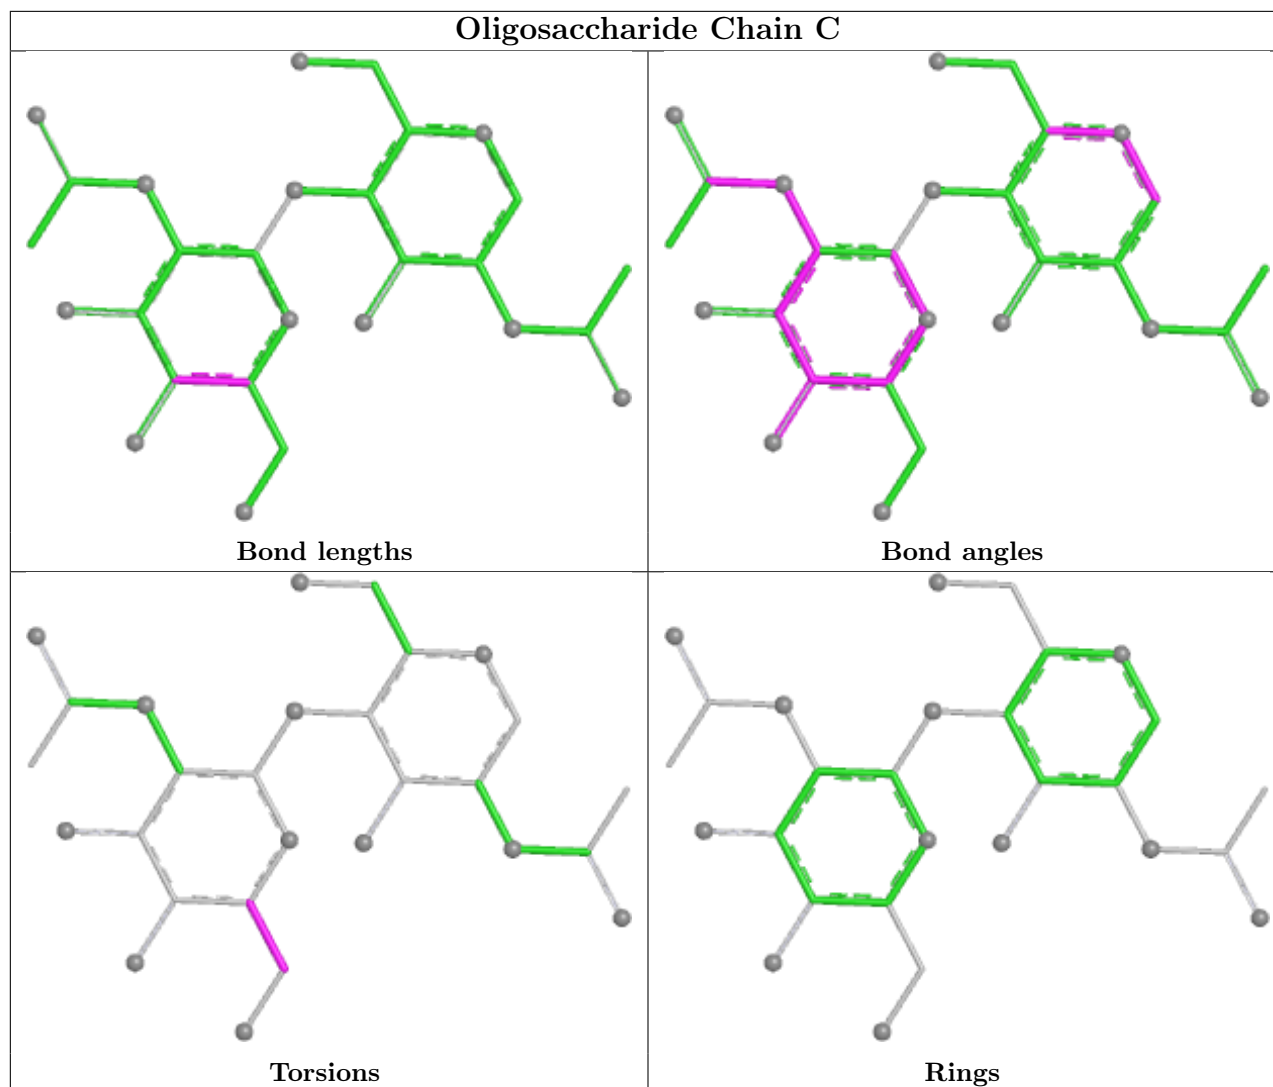 Oligosaccharide Chain C
Bond lengths
Bond angles
Torsions
Rings